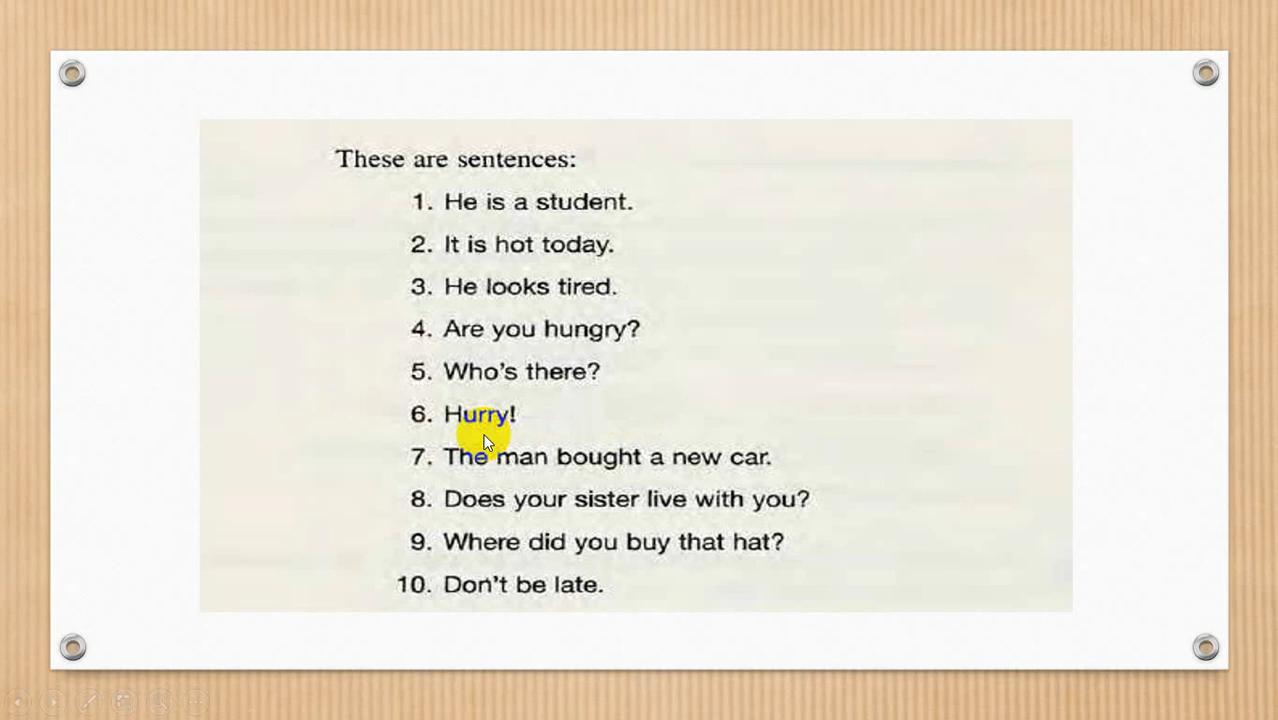 These are sentences:
1. He is a student.
2. It is hot today.
3. He looks tired.
4. Are you hungry?
5. Who's there?
6. Hurry!
7. The man bought a new car.
8. Does your sister live with you?
9. Where did you buy that hat?
10. Don't be late.